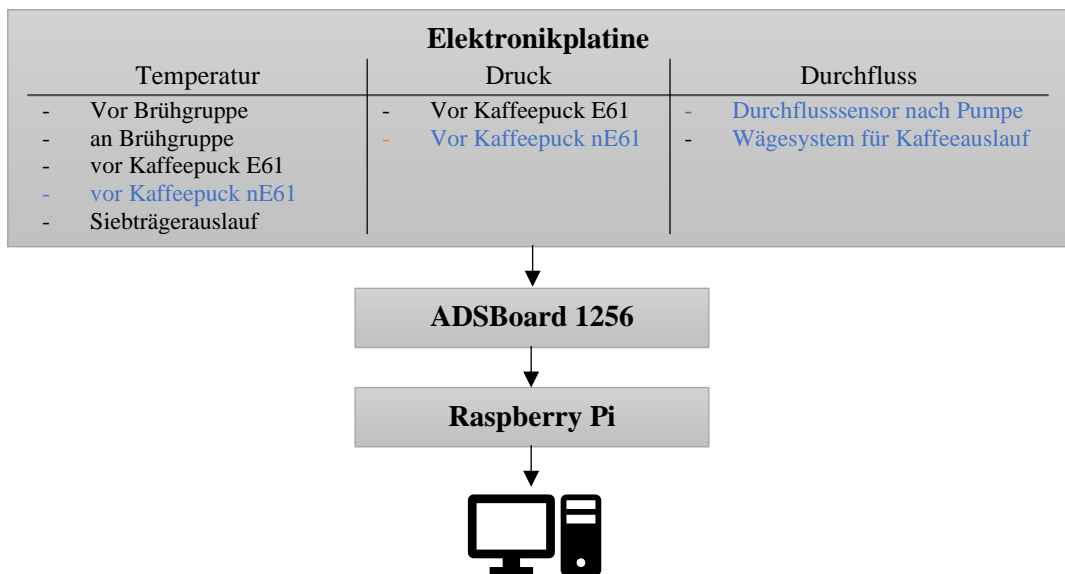 Elektronikplatine
Temperatur
- Vor Brühgruppe
- an Brühgruppe
- vor Kaffeepuck E61
- vor Kaffeepuck nE61
- Siebträgerauslauf
Druck
- Vor Kaffeepuck E61
- Vor Kaffeepuck nE61
Durchfluss
- Durchflusssensor nach Pumpe
- Wägesystem für Kaffeeauslauf
ADSBoard 1256
Raspberry Pi